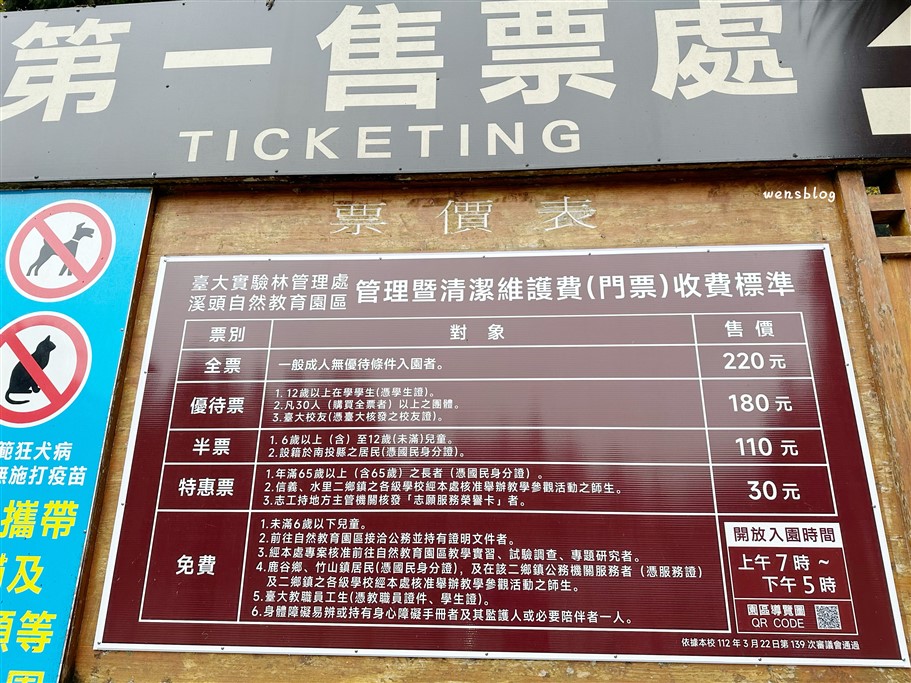 第一售票處
TICKETING
票價表
wensblog
臺大實驗林管理處
溪頭自然教育園區
管理暨清潔維護費(門票)收費標準
票別 對象 售價
全票 一般成人無優待條件入園者。 220元
優待票
1. 12歲以上在學學生(憑學生證)。
2.凡30人（購買全票者）以上之團體。
3.臺大校友(憑臺大核發之校友證)。
180元
半票
1. 6歲以上（含）至12歲(未滿)兒童。
2.設籍於南投縣之居民(憑國民身分證)。
110元
特惠票
1.年滿65歲以上（含65歲）之長者（憑國民身分證）。
2.信義、水里二鄉鎮之各級學校經本處核准舉辦教學參觀活動之師生。
3.志工持地方主管機關核發「志願服務榮譽卡」者。
30元
免費
1.未滿6歲以下兒童。
2.前往自然教育園區接洽公務並持有證明文件者。
3.經本處專案核准前往自然教育園區教學實習、試驗調查、專題研究者。
4.鹿谷鄉、竹山鎮居民(憑國民身分證)，及在該二鄉鎮公務機關服務者（憑服務證）
及二鄉鎮之各級學校經本處核准舉辦教學參觀活動之師生。
5.臺大教職員工生(憑教職員證件、學生證)。
6.身體障礙易辨或持有身心障礙手冊者及其監護人或必要陪伴者一人。
開放入園時間
上午7時～
下午5時
園區導覽圖
QR CODE
依據本校112年3月22日第139次審議會通過
範狂犬病
無施打疫苗
攜帶
及
等